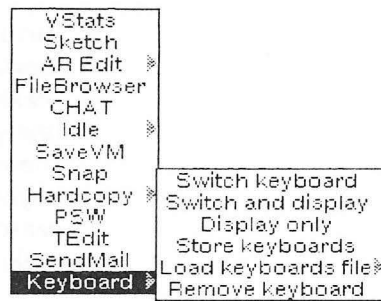 VStats
Sketch
AR Edit
FileBrowser
CHAT
Idle
SaveVM
Snap
Hardcopy
PSW
TEdit
SendMail
Keyboard
Switch keyboard
Switch and display
Display only
Store keyboards
Load keyboards file
Remove keyboard